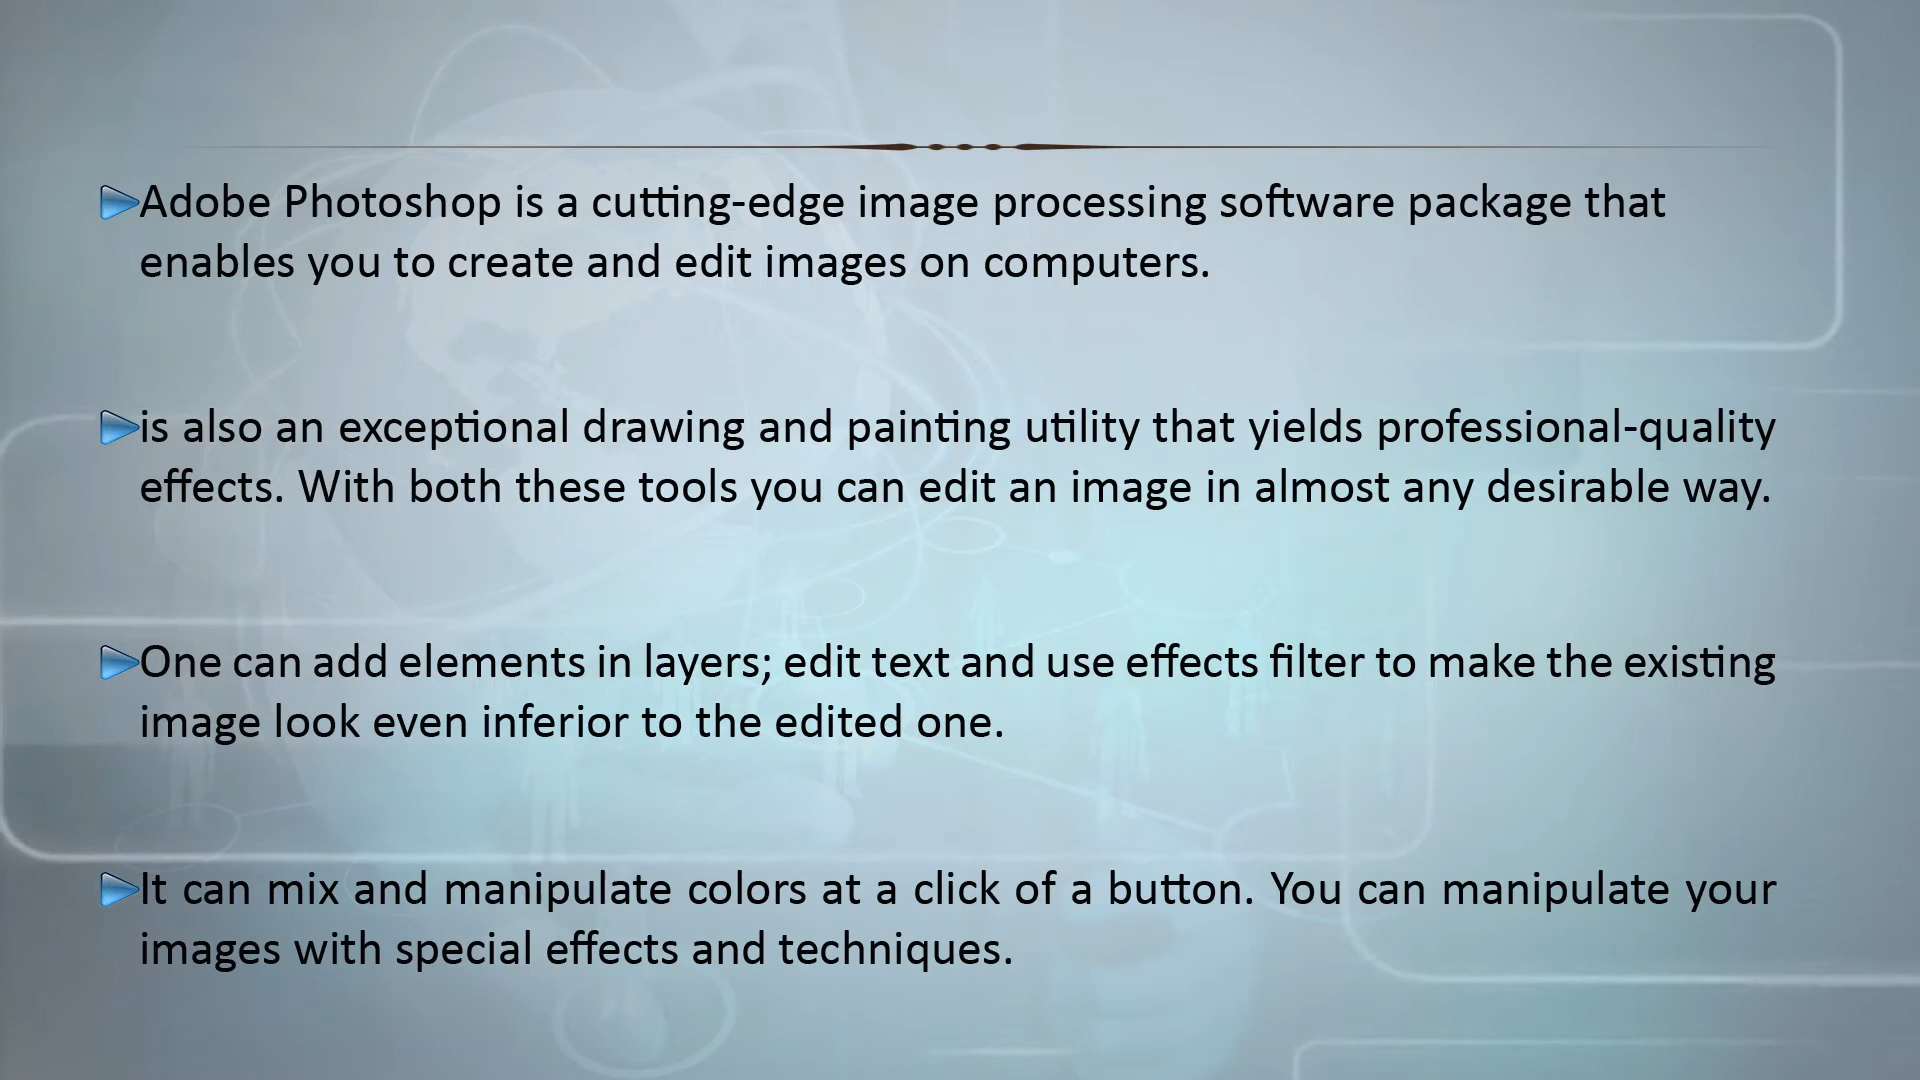 Adobe Photoshop is a cutting-edge image processing software package that
enables you to create and edit images on computers.
is also an exceptional drawing and painting utility that yields professional-quality
effects. With both these tools you can edit an image in almost any desirable way.
One can add elements in layers; edit text and use effects filter to make the existing
image look even inferior to the edited one.
It can mix and manipulate colors at a click of a button. You can manipulate your
images with special effects and techniques.